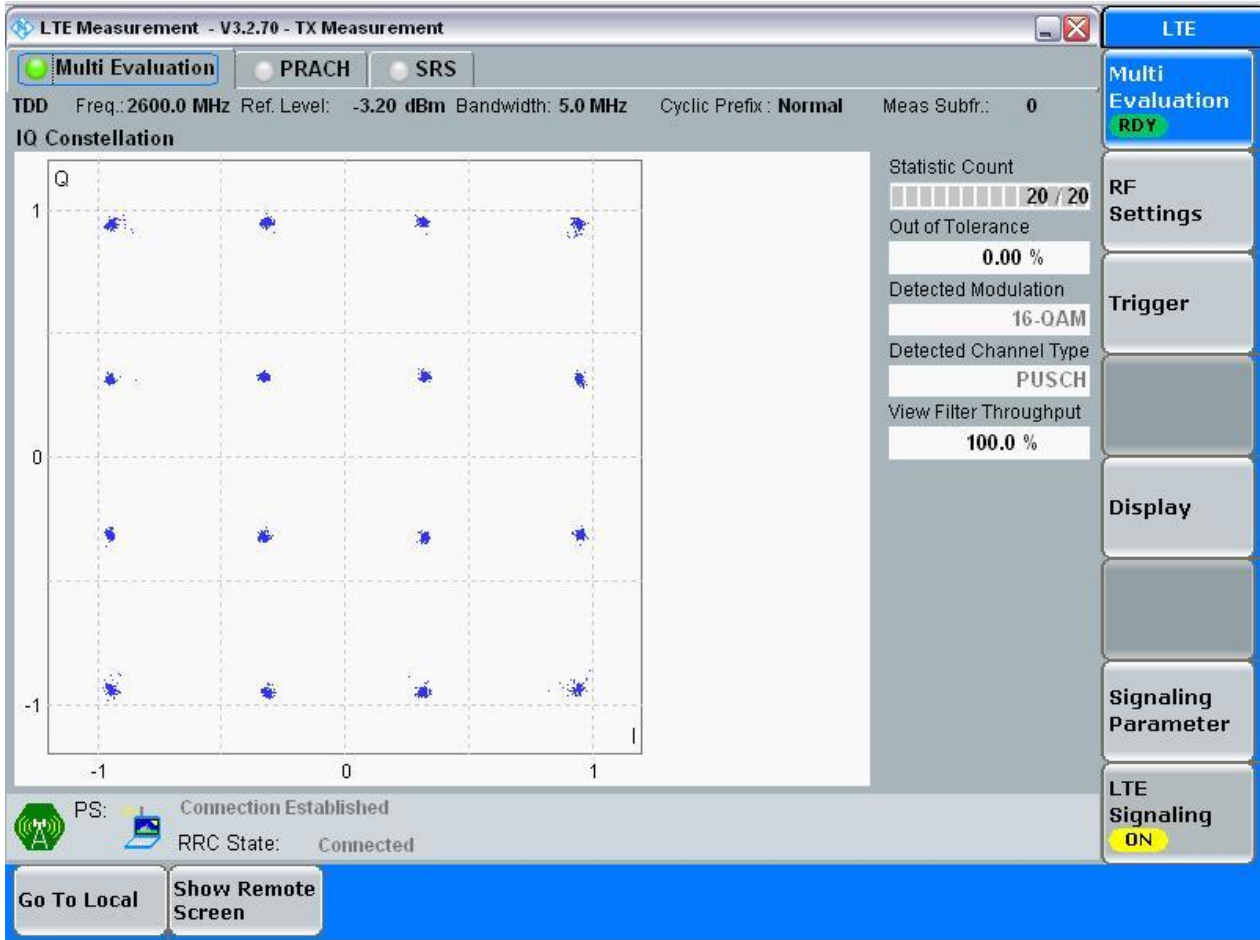 LTE Measurement - V3.2.70 - TX Measurement
LTE
Multi Evaluation PRACH SRS
TDD Freq.: 2600.0 MHz Ref. Level: -3.20 dBm Bandwidth: 5.0 MHz Cyclic Prefix : Normal Meas Subfr.: 0
IQ Constellation
Q
1
0
-1
-1 0 1
I
Statistic Count
20 / 20
Out of Tolerance
0.00 %
Detected Modulation
16-QAM
Detected Channel Type
PUSCH
View Filter Throughput
100.0 %
Multi
Evaluation
RDY
RF
Settings
Trigger
Display
Signaling
Parameter
LTE
Signaling
ON
PS: Connection Established
RRC State: Connected
Go To Local
Show Remote
Screen